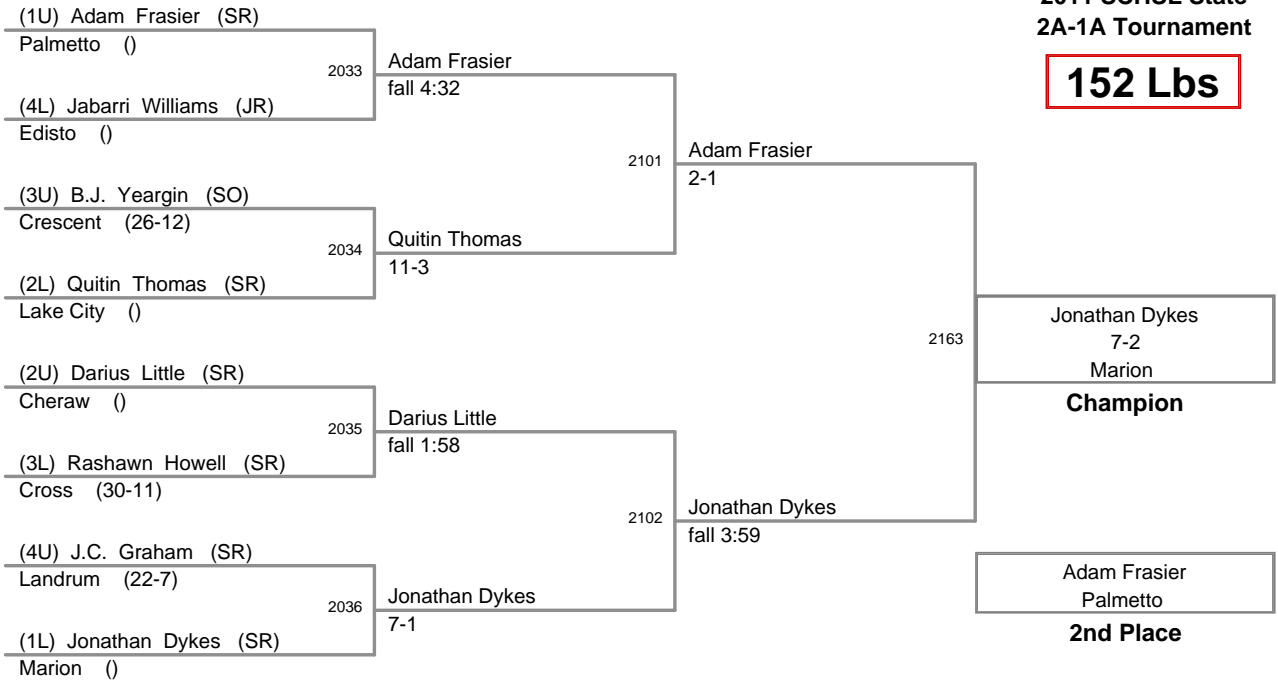 2A-1A Tournament
152 Lbs
(1U) Adam Frasier (SR)
Palmetto ()
2033
(4L) Jabarri Williams (JR)
Edisto ()
Adam Frasier
fall 4:32
(3U) B.J. Yeargin (SO)
Crescent (26-12)
2034
(2L) Quitin Thomas (SR)
Lake City ()
Quitin Thomas
11-3
2101
Adam Frasier
2-1
(2U) Darius Little (SR)
Cheraw ()
2035
(3L) Rashawn Howell (SR)
Cross (30-11)
Darius Little
fall 1:58
(4U) J.C. Graham (SR)
Landrum (22-7)
2036
(1L) Jonathan Dykes (SR)
Marion ()
Jonathan Dykes
7-1
2102
Jonathan Dykes
fall 3:59
2163
Jonathan Dykes
7-2
Marion
Champion
Adam Frasier
Palmetto
2nd Place